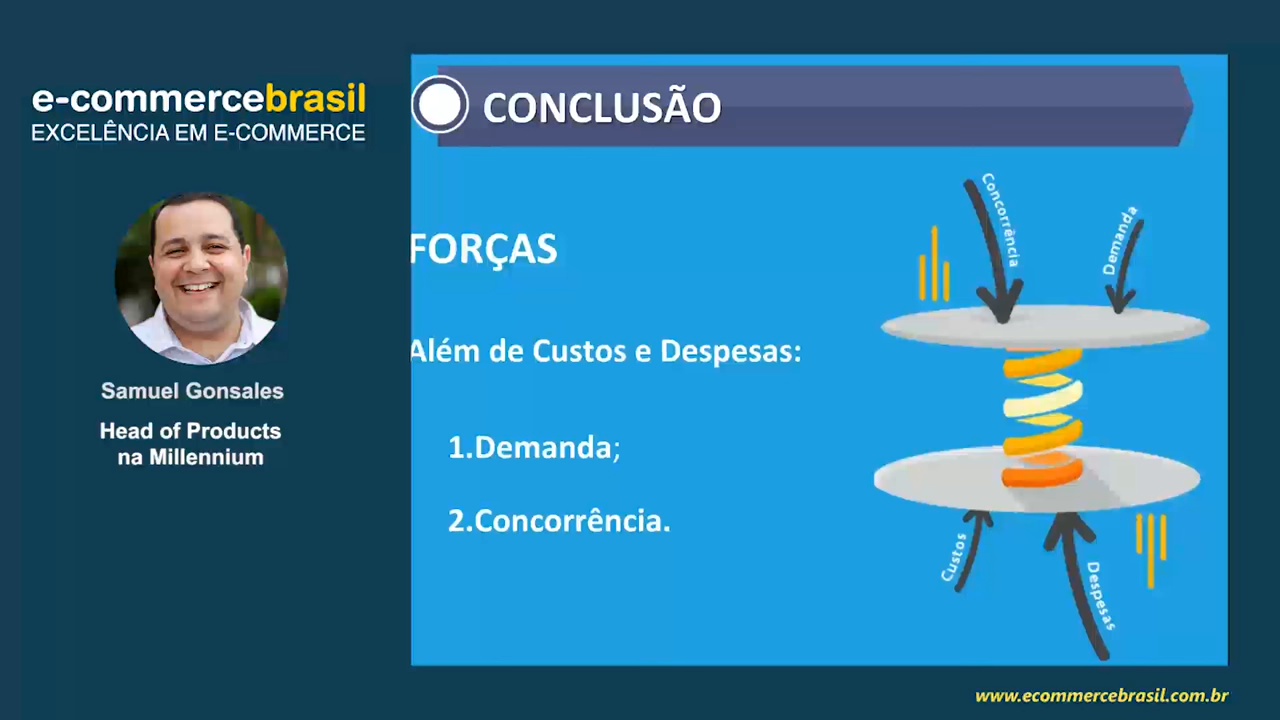 e-commercebrasil
EXCELÊNCIA EM E-COMMERCE
Samuel Gonsales
Head of Products
na Millennium
CONCLUSÃO
FORÇAS
Além de Custos e Despesas:
1.Demanda;
2.Concorrência.
Concorrência
Demanda
Custos
Despesas
www.ecommercebrasil.com.br